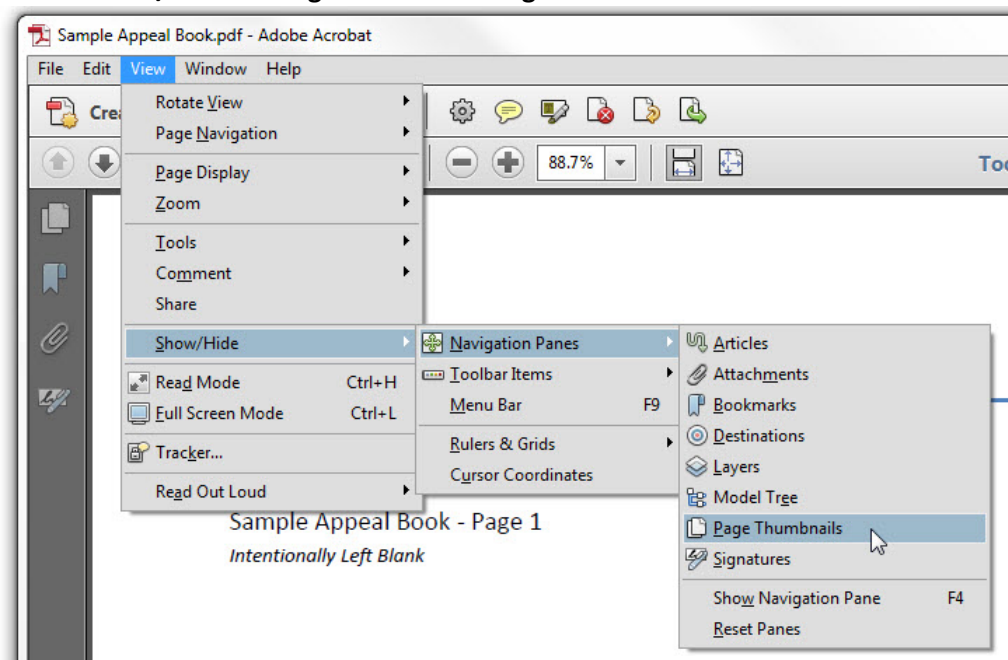 Sample Appeal Book.pdf - Adobe Acrobat
File Edit View Window Help
Rotate View
Page Navigation
88.7%
Page Display
Zoom
Tools
Comment
Share
Show/Hide
Read Mode Ctrl+H
Full Screen Mode Ctrl+L
Tracker...
Read Out Loud
Navigation Panes
Toolbar Items
Menu Bar F9
Rulers & Grids
Cursor Coordinates
Articles
Attachments
Bookmarks
Destinations
Layers
Model Tree
Page Thumbnails
Signatures
Show Navigation Pane F4
Reset Panes
Sample Appeal Book - Page 1
Intentionally Left Blank